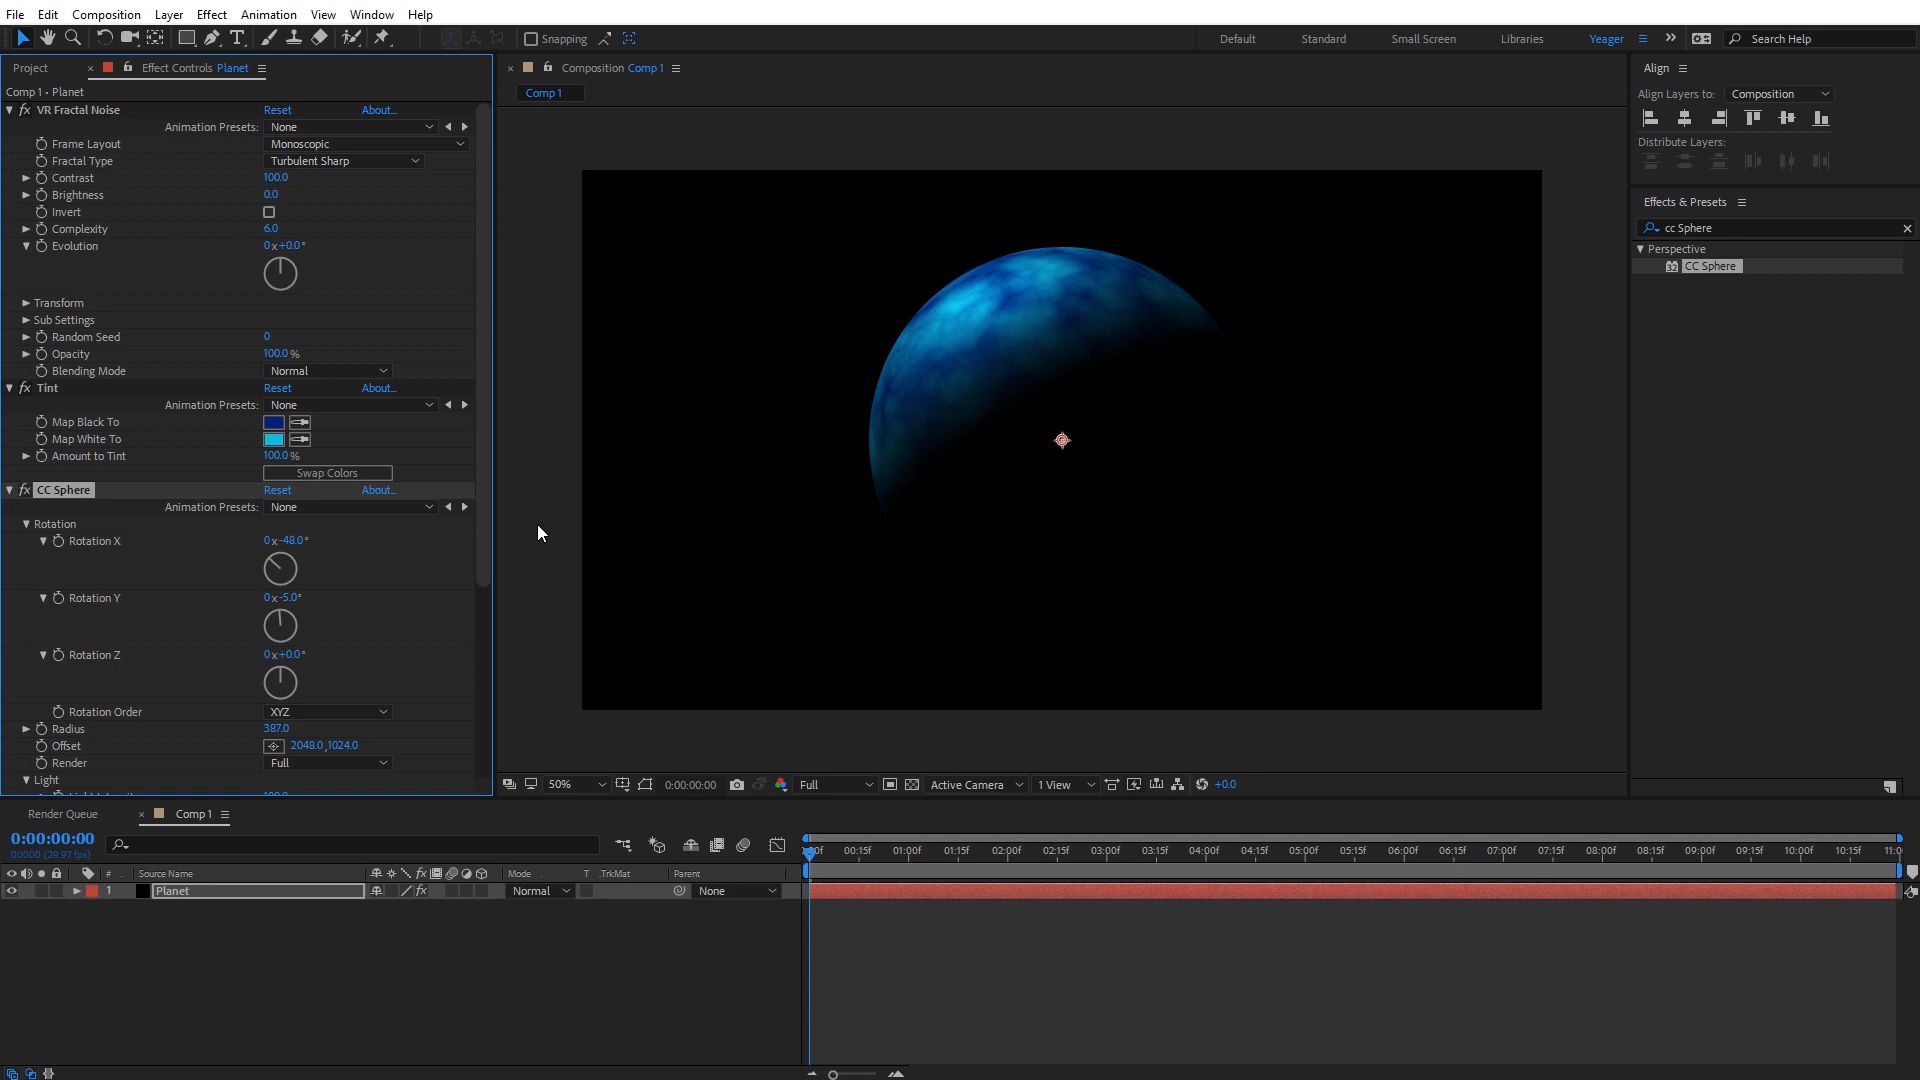 File Edit Composition Layer Effect Animation View Window Help
Snapping Default Standard Small Screen Libraries Yeager Search Help
Project Effect Controls Planet
Comp 1 • Planet
VR Fractal Noise Reset About...
Animation Presets: None
Frame Layout Monoscopic
Fractal Type Turbulent Sharp
Contrast 100.0
Brightness 0.0
Invert
Complexity 6.0
Evolution 0 x +0.0°
Transform
Sub Settings
Random Seed 0
Opacity 100.0 %
Blending Mode Normal
Tint Reset About...
Animation Presets: None
Map Black To
Map White To
Amount to Tint 100.0 %
Swap Colors
CC Sphere Reset About...
Animation Presets: None
Rotation
Rotation X 0 x -48.0°
Rotation Y 0 x -5.0°
Rotation Z 0 x +0.0°
Rotation Order XYZ
Radius 387.0
Offset 2048.0 ,1024.0
Render Full
Light
Composition Comp 1
Comp 1
50% 0:00:00:00 Full Active Camera 1 View +0.0
Align
Align Layers to: Composition
Distribute Layers:
Effects & Presets
cc Sphere
Perspective
32 CC Sphere
Render Queue Comp 1
0:00:00:00
00000 (29.97 fps)
00:15f 01:00f 01:15f 02:00f 02:15f 03:00f 03:15f 04:00f 04:15f 05:00f 05:15f 06:00f 06:15f 07:00f 07:15f 08:00f 08:15f 09:00f 09:15f 10:00f 10:15f
# Source Name Mode T .TrkMat Parent
1 Planet Normal None